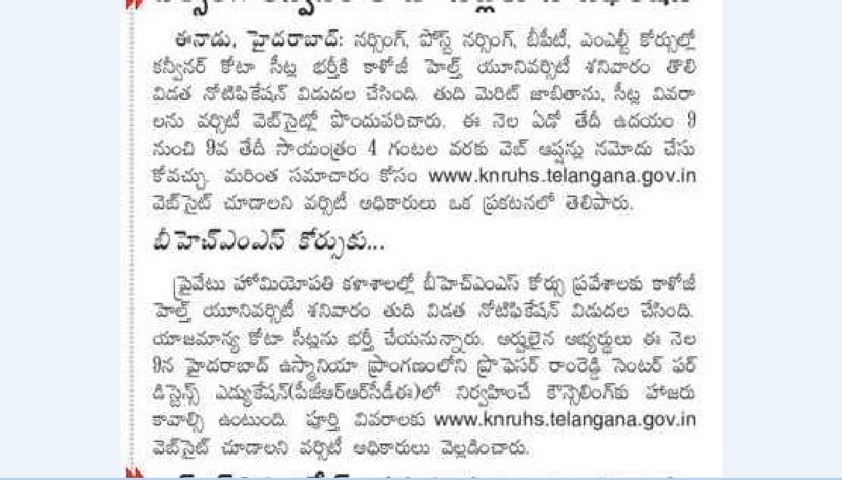 ఈనాడు, హైదరాబాద్: నర్సింగ్, పోస్ట్ నర్సింగ్, బీపీటీ, ఎంఎల్టీ కోర్సుల్లో
కన్వీనర్ కోటా సీట్ల భర్తీకి కాళోజీ హెల్త్ యూనివర్సిటీ శనివారం తొలి
విడత నోటిఫికేషన్ విడుదల చేసింది. తుది మెరిట్ జాబితాను, సీట్ల వివరా
లను వర్సిటీ వెబ్‌సైట్లో పొందుపరిచారు. ఈ నెల ఏడో తేదీ ఉదయం 9
నుంచి 9వ తేదీ సాయంత్రం 4 గంటల వరకు వెబ్ ఆప్షన్లు నమోదు చేసు
కోవచ్చు. మరింత సమాచారం కోసం www.knruhs.telangana.gov.in
వెబ్‌సైట్ చూడాలని వర్సిటీ అధికారులు ఒక ప్రకటనలో తెలిపారు.
బీహెచ్ఎంఎస్ కోర్సుకు...
ప్రైవేటు హోమియోపతి కళాశాలల్లో బీహెచ్ఎంఎస్ కోర్సు ప్రవేశాలకు కాళోజీ
హెల్త్ యూనివర్సిటీ శనివారం తుది విడత నోటిఫికేషన్ విడుదల చేసింది.
యాజమాన్య కోటా సీట్లను భర్తీ చేయనున్నారు. అర్హులైన అభ్యర్థులు ఈ నెల
9న హైదరాబాద్ ఉస్మానియా ప్రాంగణంలోని ప్రొఫెసర్ రాంరెడ్డి సెంటర్ ఫర్
డిస్టెన్స్ ఎడ్యుకేషన్(పీజీఆర్ఆర్‌సీడీఈ)లో నిర్వహించే కౌన్సెలింగ్‌కు హాజరు
కావాల్సి ఉంటుంది. పూర్తి వివరాలకు www.knruhs.telangana.gov.in
వెబ్‌సైట్ చూడాలని వర్సిటీ అధికారులు వెల్లడించారు.